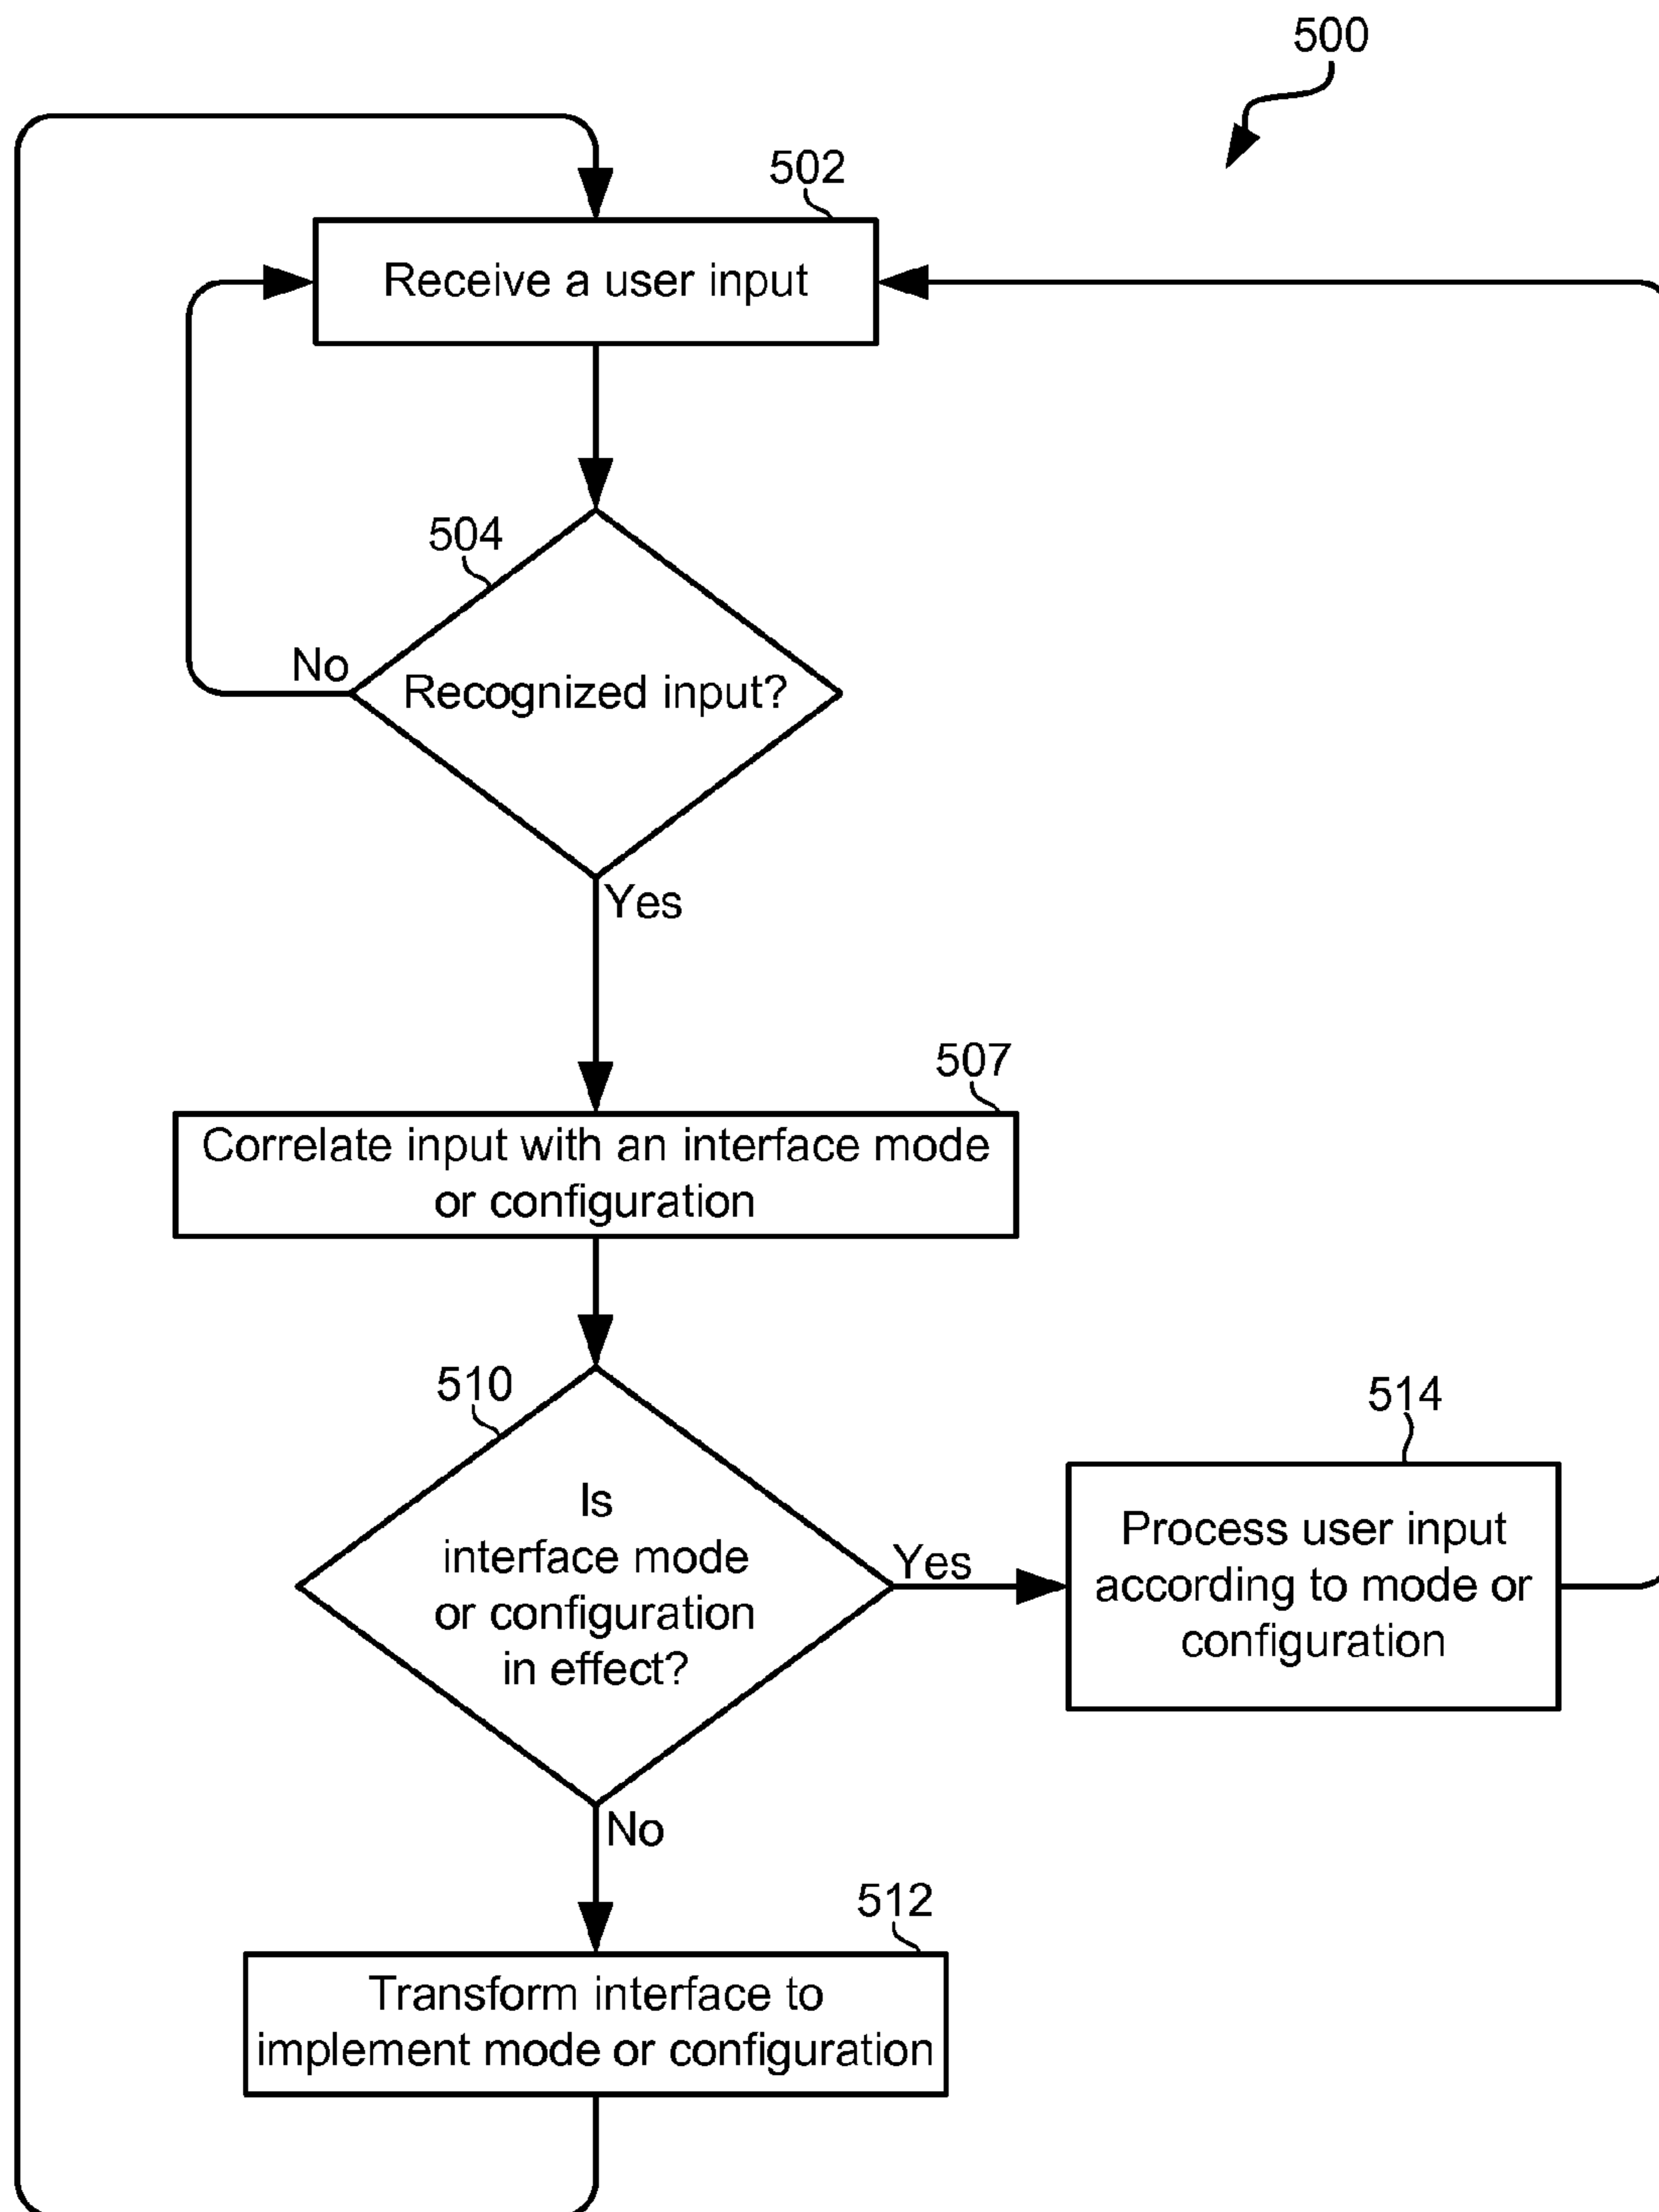 500
502
Receive a user input
504
No
Recognized input?
Yes
507
Correlate input with an interface mode
or configuration
510
514
Is
interface mode
or configuration
in effect?
Yes
Process user input
according to mode or
configuration
No
512
Transform interface to
implement mode or configuration